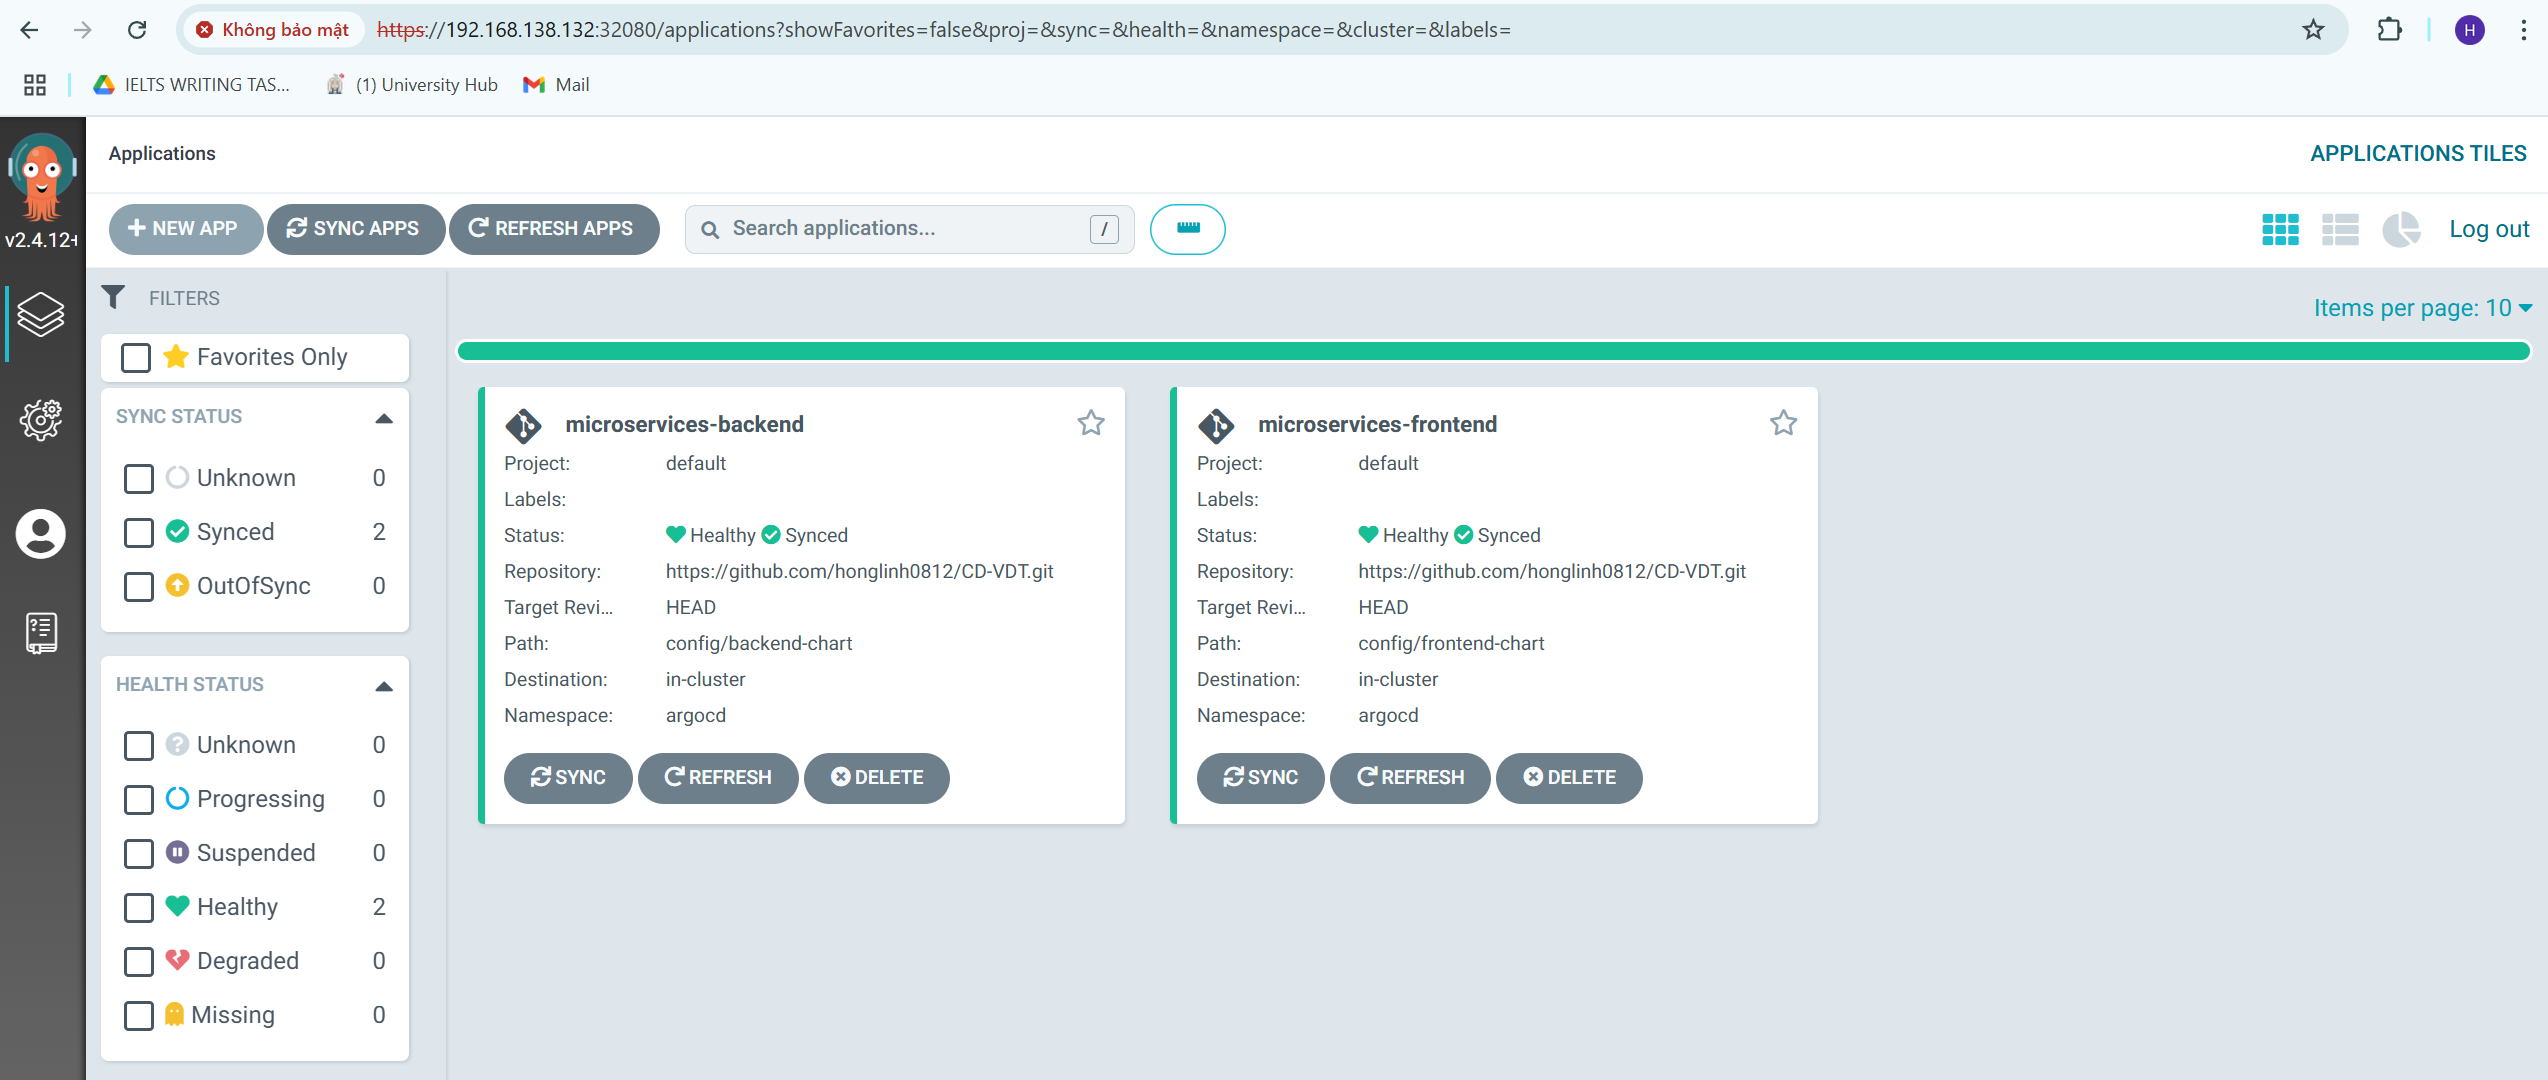 Không bảo mật https://192.168.138.132:32080/applications?showFavorites=false&proj=&sync=&health=&namespace=&cluster=&labels= H
IELTS WRITING TAS... (1) University Hub Mail
Applications APPLICATIONS TILES
v2.4.12+
NEW APP SYNC APPS REFRESH APPS Search applications... / Log out
FILTERS
Items per page: 10
Favorites Only
SYNC STATUS
Unknown 0
Synced 2
OutOfSync 0
HEALTH STATUS
Unknown 0
Progressing 0
Suspended 0
Healthy 2
Degraded 0
Missing 0
microservices-backend
Project: default
Labels:
Status: Healthy Synced
Repository: https://github.com/honglinh0812/CD-VDT.git
Target Revi... HEAD
Path: config/backend-chart
Destination: in-cluster
Namespace: argocd
SYNC REFRESH DELETE
microservices-frontend
Project: default
Labels:
Status: Healthy Synced
Repository: https://github.com/honglinh0812/CD-VDT.git
Target Revi... HEAD
Path: config/frontend-chart
Destination: in-cluster
Namespace: argocd
SYNC REFRESH DELETE